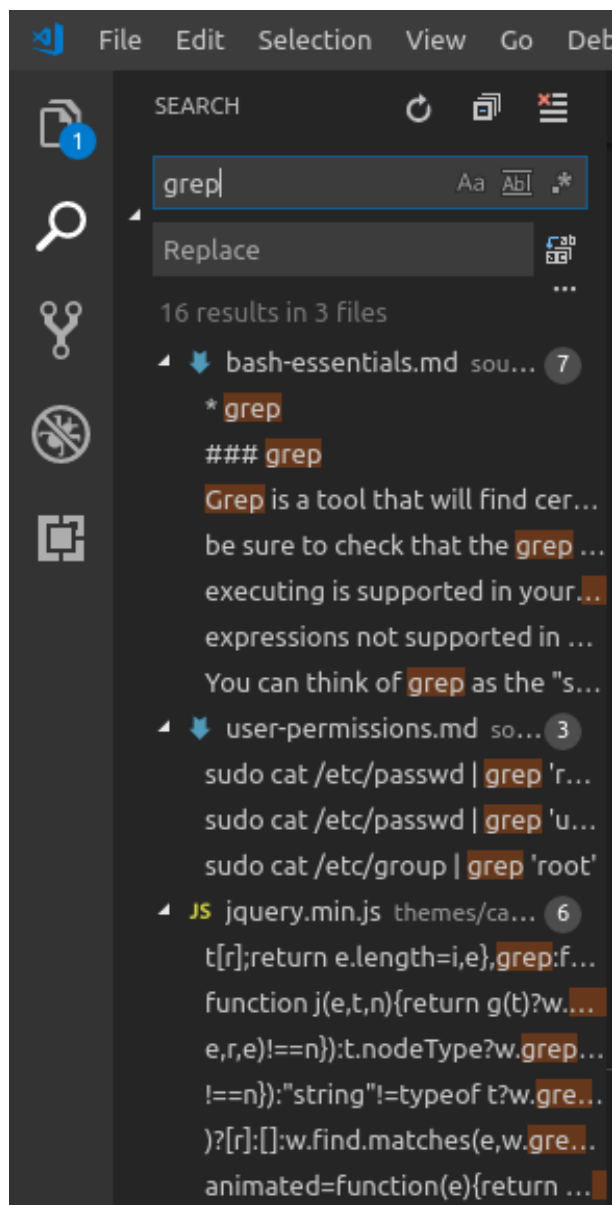 File Edit Selection View Go Deb
1
SEARCH
grep Aa Abl .*
Replace
...
16 results in 3 files
bash-essentials.md sou... 7
* grep
### grep
Grep is a tool that will find cer...
be sure to check that the grep ...
executing is supported in your...
expressions not supported in ...
You can think of grep as the "s...
user-permissions.md so... 3
sudo cat /etc/passwd | grep 'r...
sudo cat /etc/passwd | grep 'u...
sudo cat /etc/group | grep 'root'
JS jquery.min.js themes/ca... 6
t[r];return e.length=i,e},grep:f...
function j(e,t,n){return g(t)?w....
e,r,e)!==n}):t.nodeType?w.grep...
!==n}):"string"!=typeof t?w.gre...
)?[r]:[]:w.find.matches(e,w.gre...
animated=function(e){return ...